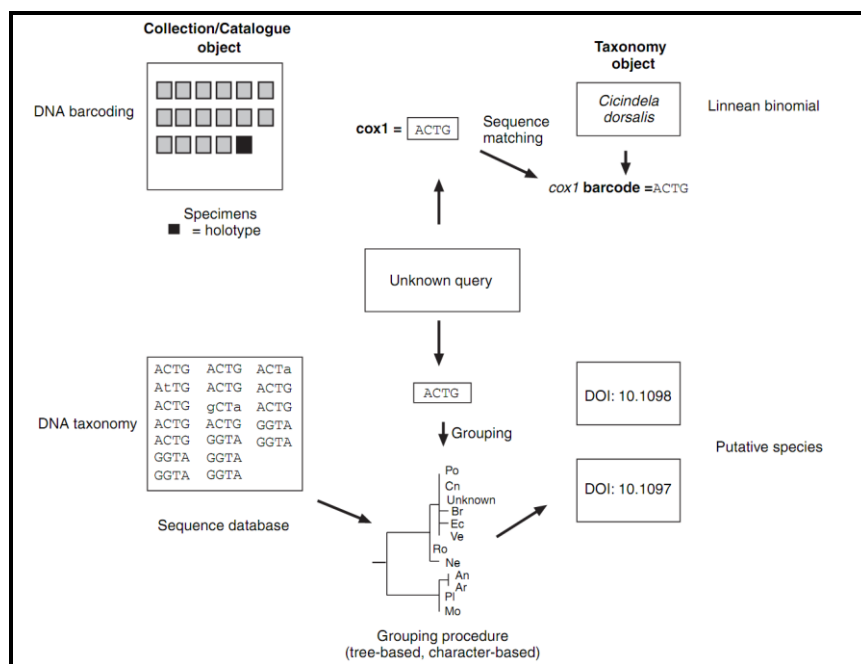 Collection/Catalogue
object
Taxonomy
object
DNA barcoding
cox1 = ACTG
Sequence
matching
Cicindela
dorsalis
Linnean binomial
cox1 barcode =ACTG
Specimens
= holotype
Unknown query
ACTG ACTG ACTa
AtTG ACTG ACTG
ACTG gCTa ACTG
ACTG ACTG GGTA
ACTG GGTA GGTA
GGTA GGTA
GGTA GGTA
DNA taxonomy
Sequence database
ACTG
Grouping
Po
Cn
Unknown
Br
Ec
Ve
Ro
Ne
An
Ar
Pl
Mo
Grouping procedure
(tree-based, character-based)
DOI: 10.1098
DOI: 10.1097
Putative species